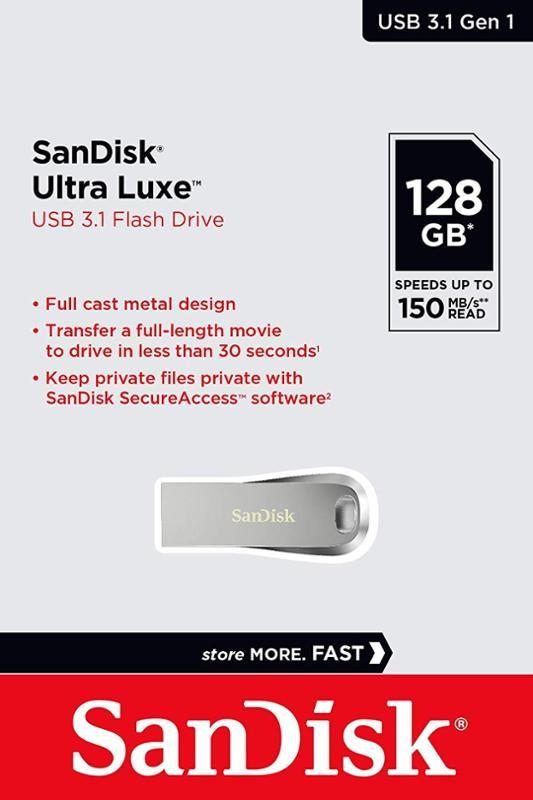 USB 3.1 Gen 1
SanDisk®
Ultra Luxe™
USB 3.1 Flash Drive
128
GB*
SPEEDS UP TO
150 MB/s**
READ
• Full cast metal design
• Transfer a full-length movie
to drive in less than 30 seconds¹
• Keep private files private with
SanDisk SecureAccess™ software²
SanDisk
store MORE. FAST
SanDisk®